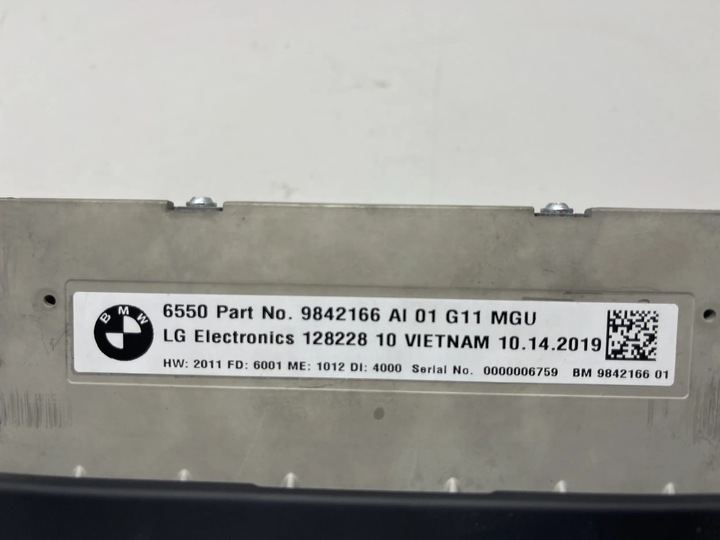 BMW
6550 Part No. 9842166 AI 01 G11 MGU
LG Electronics 128228 10 VIETNAM 10.14.2019
HW: 2011 FD: 6001 ME: 1012 DI: 4000 Serial No. 0000006759 BM 9842166 01